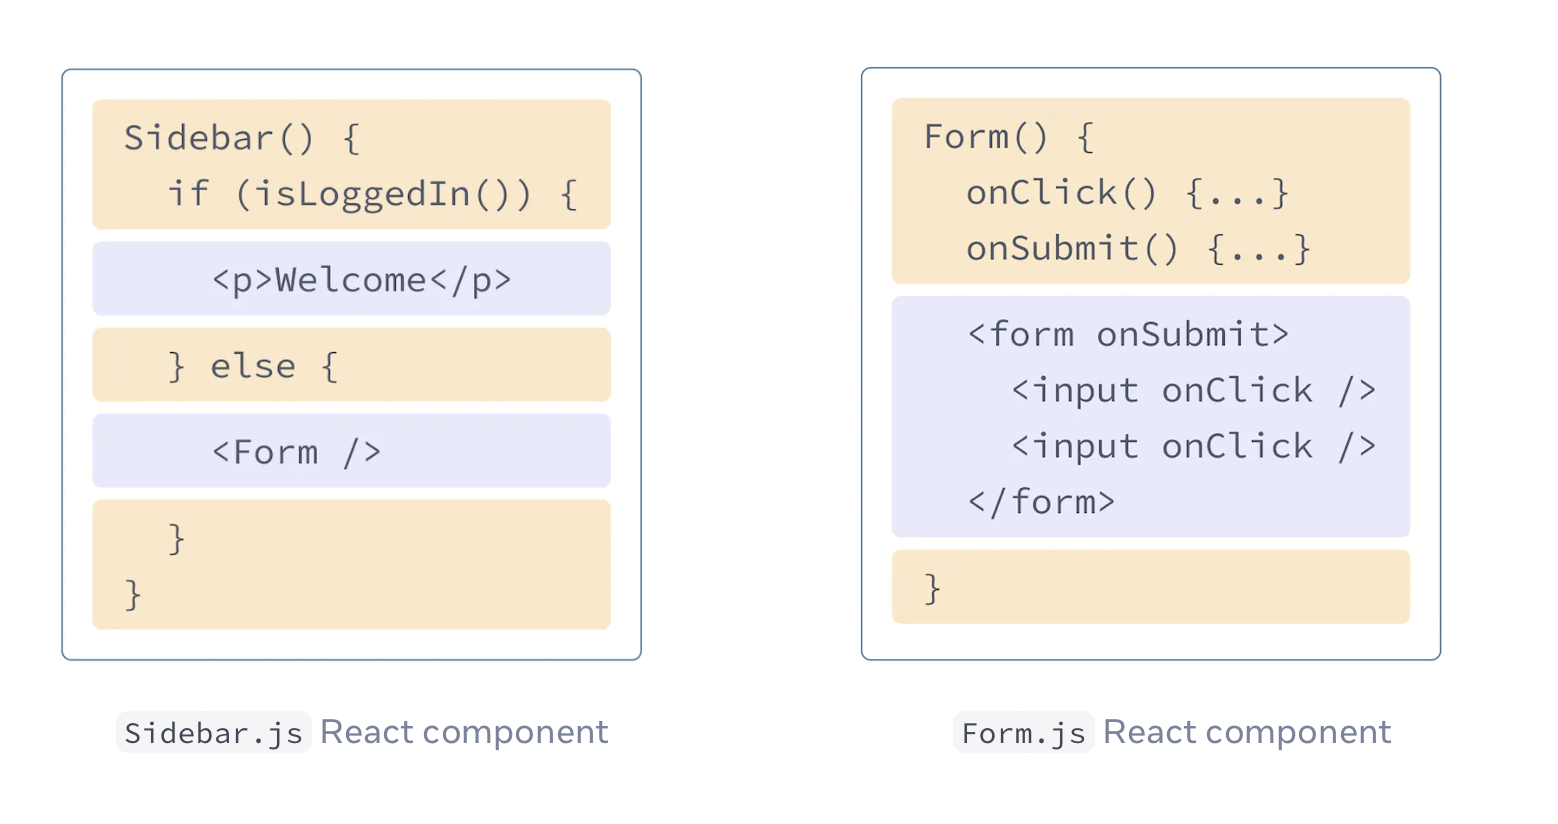 Sidebar() {
if (isLoggedIn()) {
<p>Welcome</p>
} else {
<Form />
}
}
Sidebar.js React component
Form() {
onClick() {...}
onSubmit() {...}
<form onSubmit>
<input onClick />
<input onClick />
</form>
}
Form.js React component